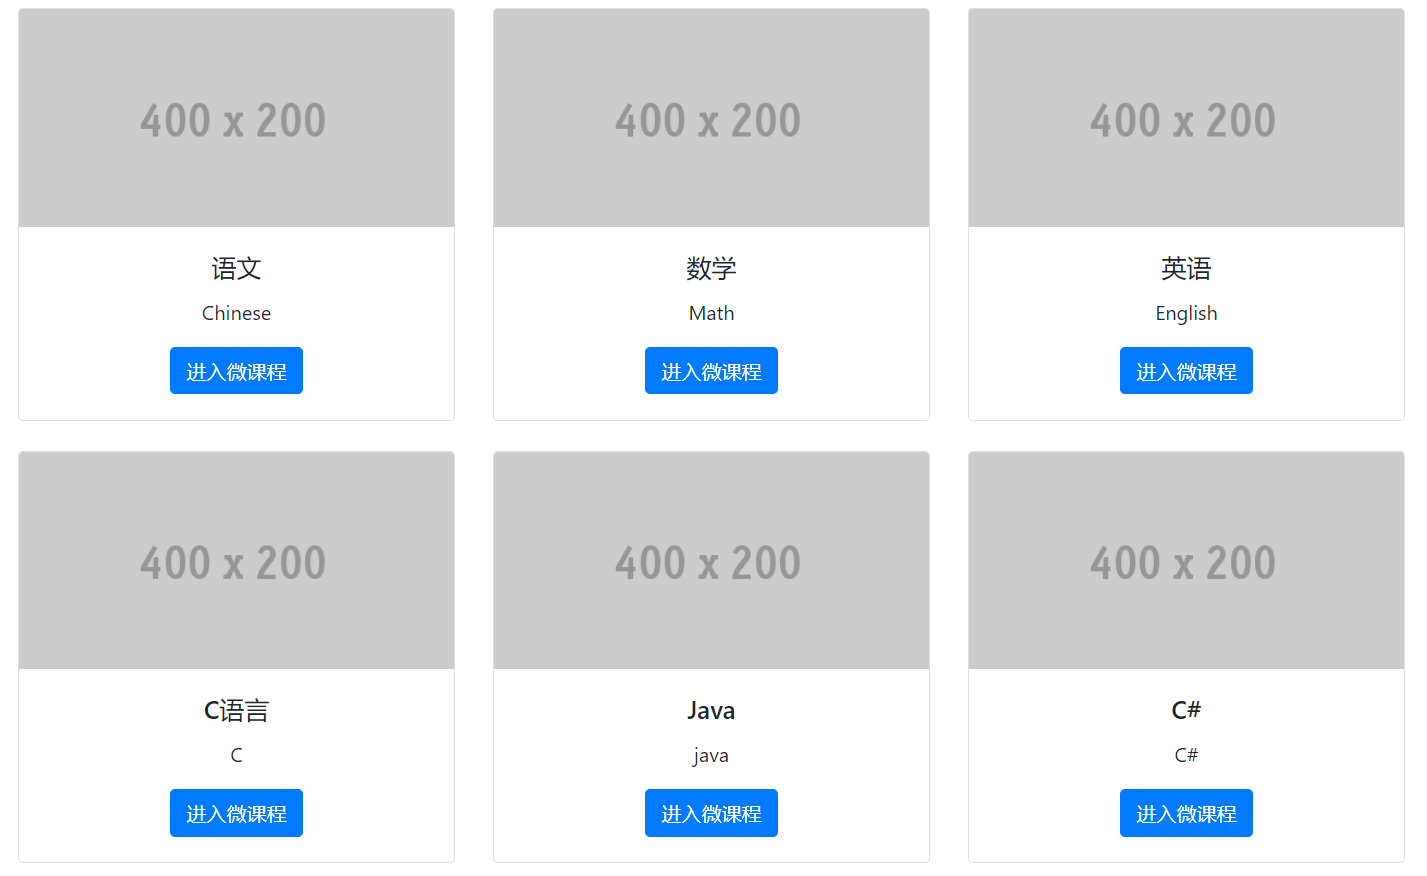 400 x 200
400 x 200
400 x 200
语文
数学
英语
Chinese
Math
English
进入微课程
进入微课程
进入微课程
400 x 200
400 x 200
400 x 200
C语言
Java
C#
C
java
C#
进入微课程
进入微课程
进入微课程